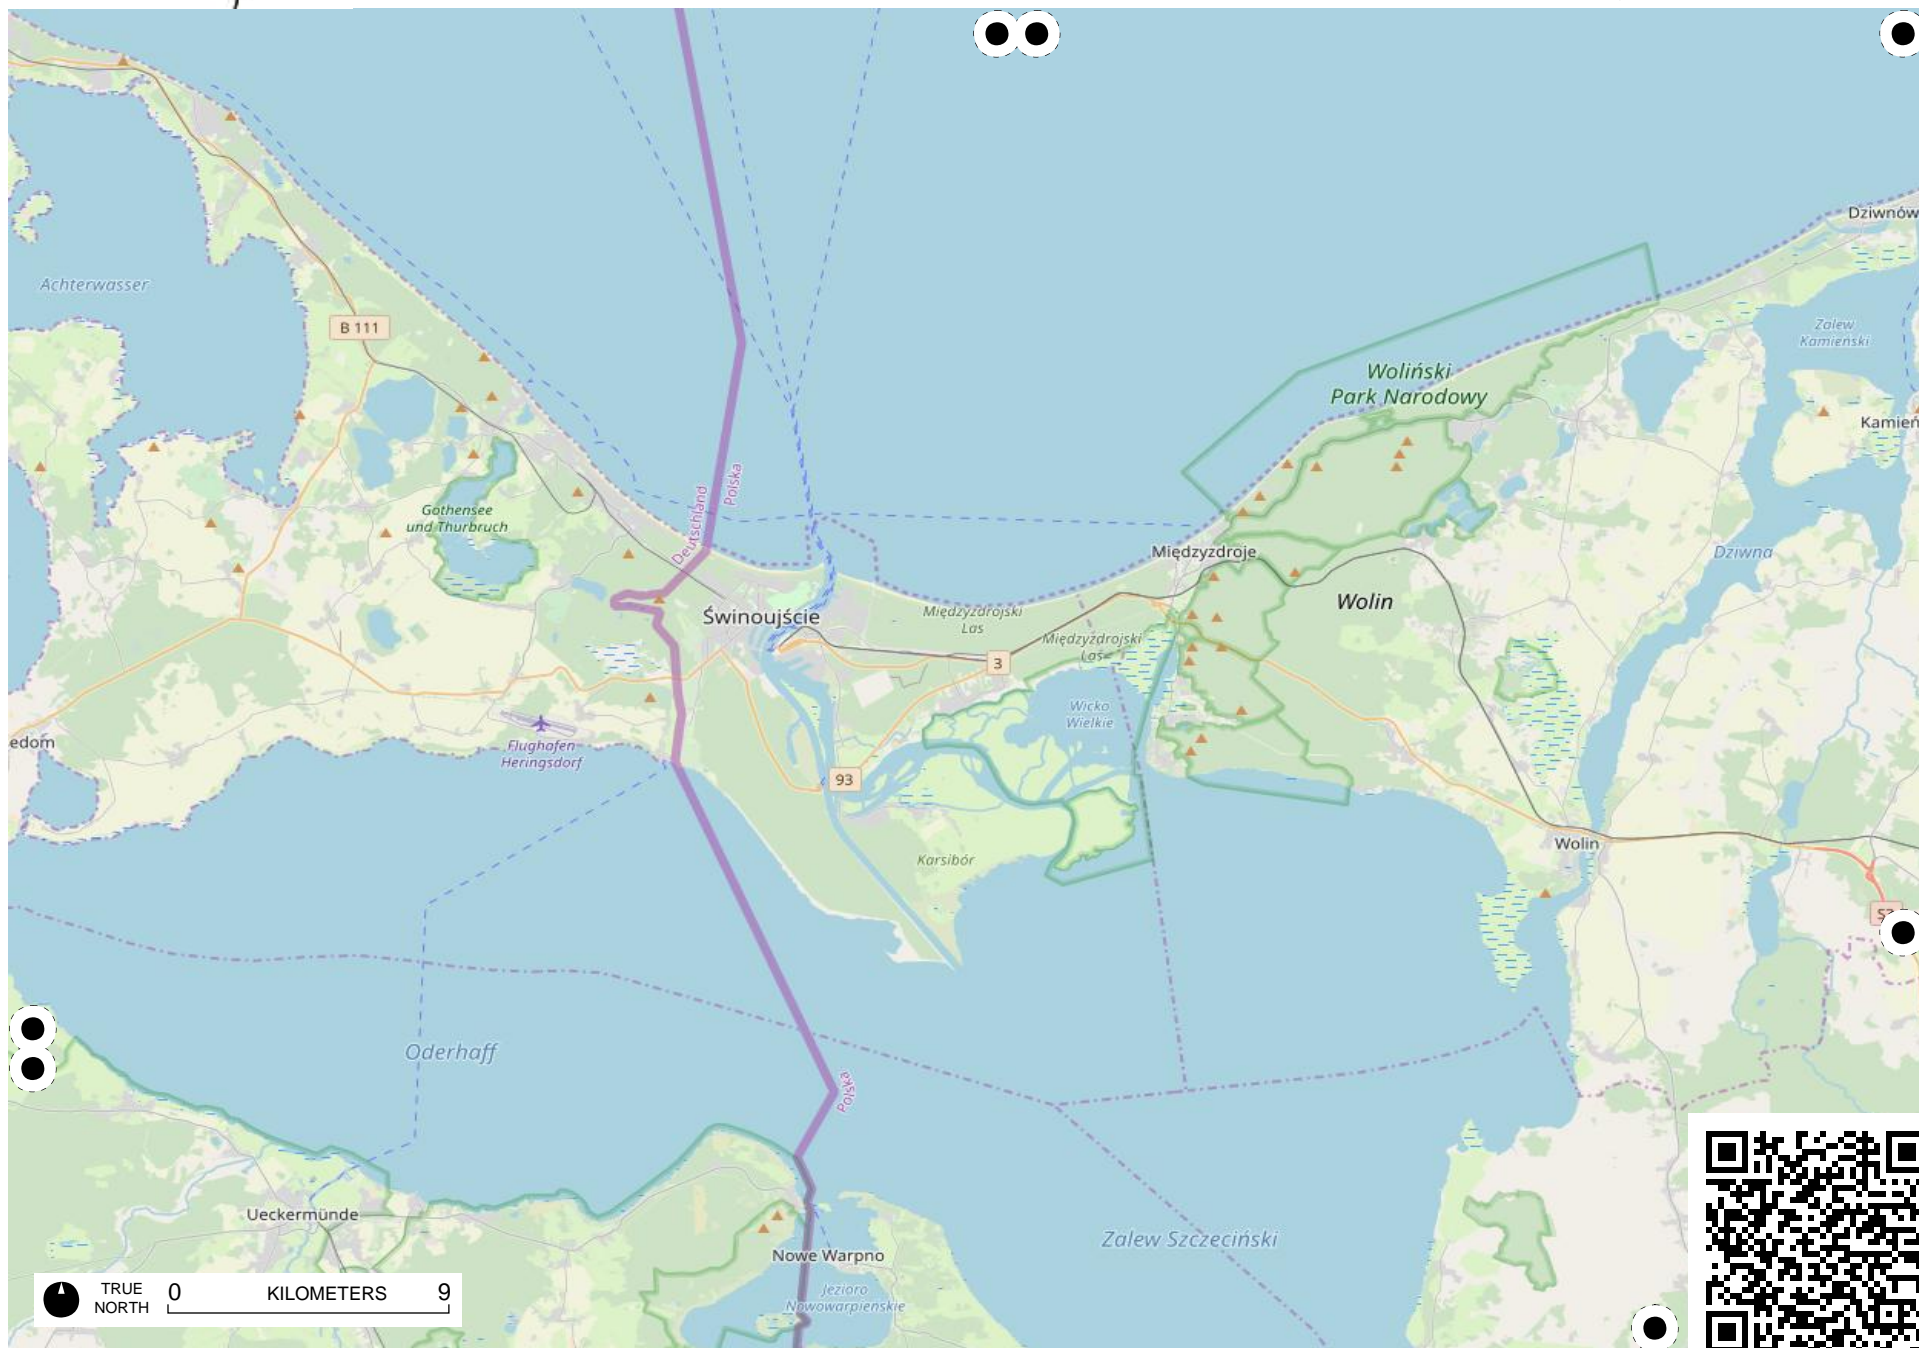 Dziwnów
Achterwasser
B 111
Zalew
Kamieński
Woliński
Park Narodowy
Kamień
Polska
Deutschland
Gothensee
und Thurbruch
Międzyzdroje
Dziwna
Wolin
Świnoujście
Międzyzdrojski
Las
Międzyzdrojski
Las
3
Wicko
Wielkie
edom
Flughafen
Heringsdorf
93
Wolin
Karsibór
Oderhaff
Polska
Ueckermünde
Zalew Szczeciński
Nowe Warpno
Jezioro
Nowowarpieńskie
TRUE
NORTH
0 KILOMETERS 9